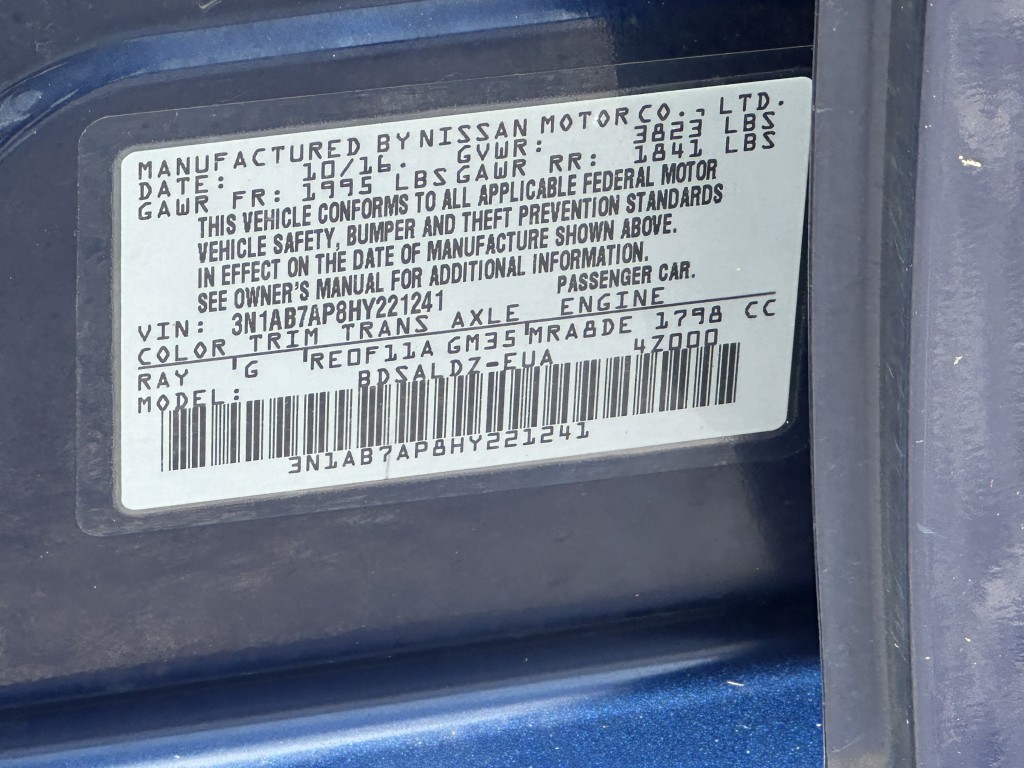 MANUFACTURED BY NISSAN MOTOR CO., LTD.
DATE: 10/16. GVWR: 3823 LBS
GAWR FR: 1995 LBS GAWR RR: 1841 LBS
THIS VEHICLE CONFORMS TO ALL APPLICABLE FEDERAL MOTOR
VEHICLE SAFETY, BUMPER AND THEFT PREVENTION STANDARDS
IN EFFECT ON THE DATE OF MANUFACTURE SHOWN ABOVE.
SEE OWNER'S MANUAL FOR ADDITIONAL INFORMATION.
VIN: 3N1AB7AP8HY221241 PASSENGER CAR.
COLOR TRIM TRANS AXLE ENGINE
RAY G RE0F11A GM35 MRA8DE 1798 CC
MODEL: BDSALDZ-EUA 47000
3N1AB7AP8HY221241